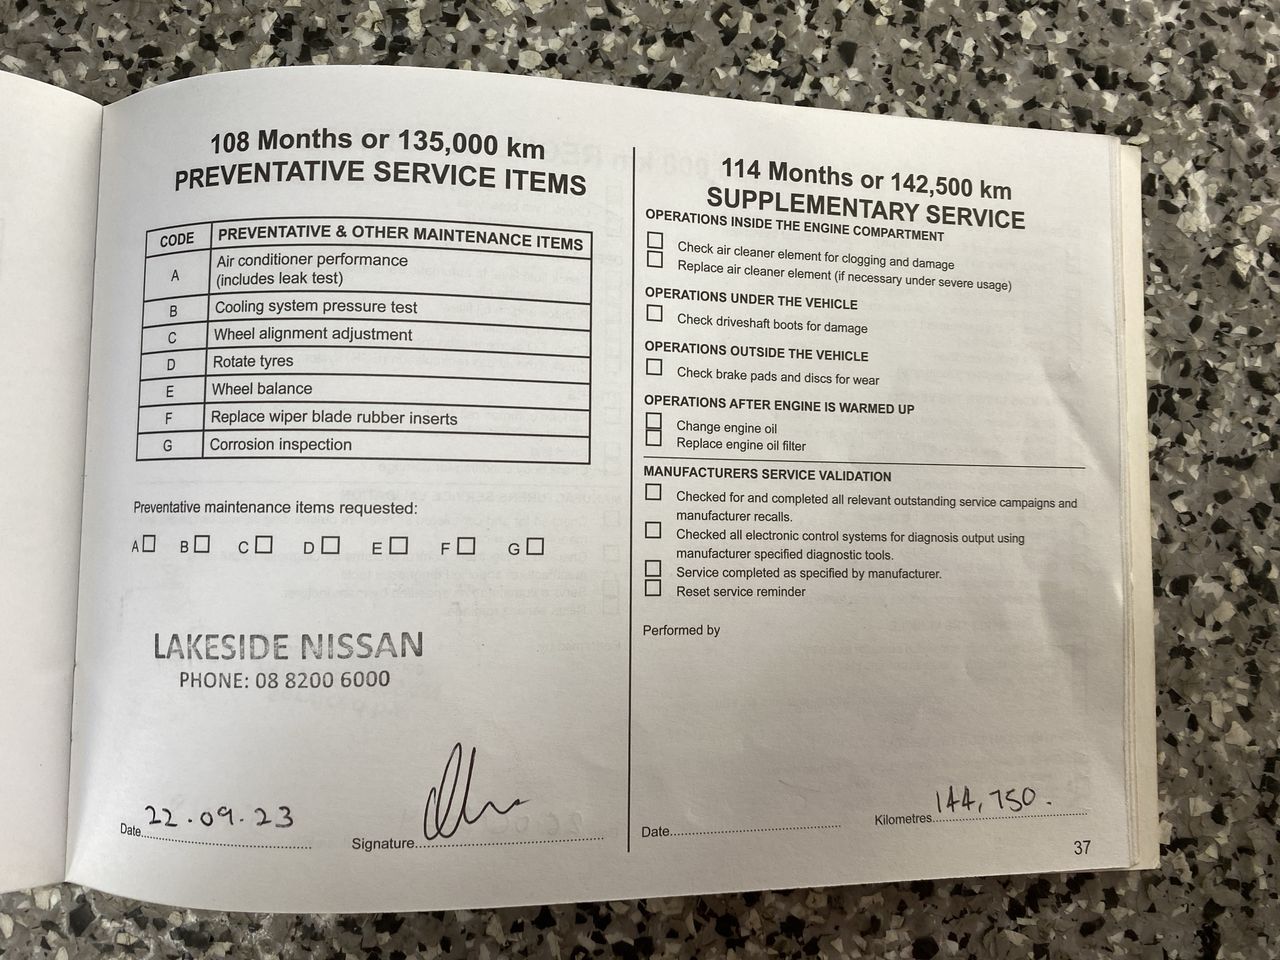 108 Months or 135,000 km
PREVENTATIVE SERVICE ITEMS
CODE PREVENTATIVE & OTHER MAINTENANCE ITEMS
A Air conditioner performance
(includes leak test)
B Cooling system pressure test
C Wheel alignment adjustment
D Rotate tyres
E Wheel balance
F Replace wiper blade rubber inserts
G Corrosion inspection
Preventative maintenance items requested:
A B C D E F G
LAKESIDE NISSAN
PHONE: 08 8200 6000
22.09.23
Date Signature
114 Months or 142,500 km
SUPPLEMENTARY SERVICE
OPERATIONS INSIDE THE ENGINE COMPARTMENT
Check air cleaner element for clogging and damage
Replace air cleaner element (if necessary under severe usage)
OPERATIONS UNDER THE VEHICLE
Check driveshaft boots for damage
OPERATIONS OUTSIDE THE VEHICLE
Check brake pads and discs for wear
OPERATIONS AFTER ENGINE IS WARMED UP
Change engine oil
Replace engine oil filter
MANUFACTURERS SERVICE VALIDATION
Checked for and completed all relevant outstanding service campaigns and
manufacturer recalls.
Checked all electronic control systems for diagnosis output using
manufacturer specified diagnostic tools.
Service completed as specified by manufacturer.
Reset service reminder
Performed by
144,750.
Date Kilometres
37